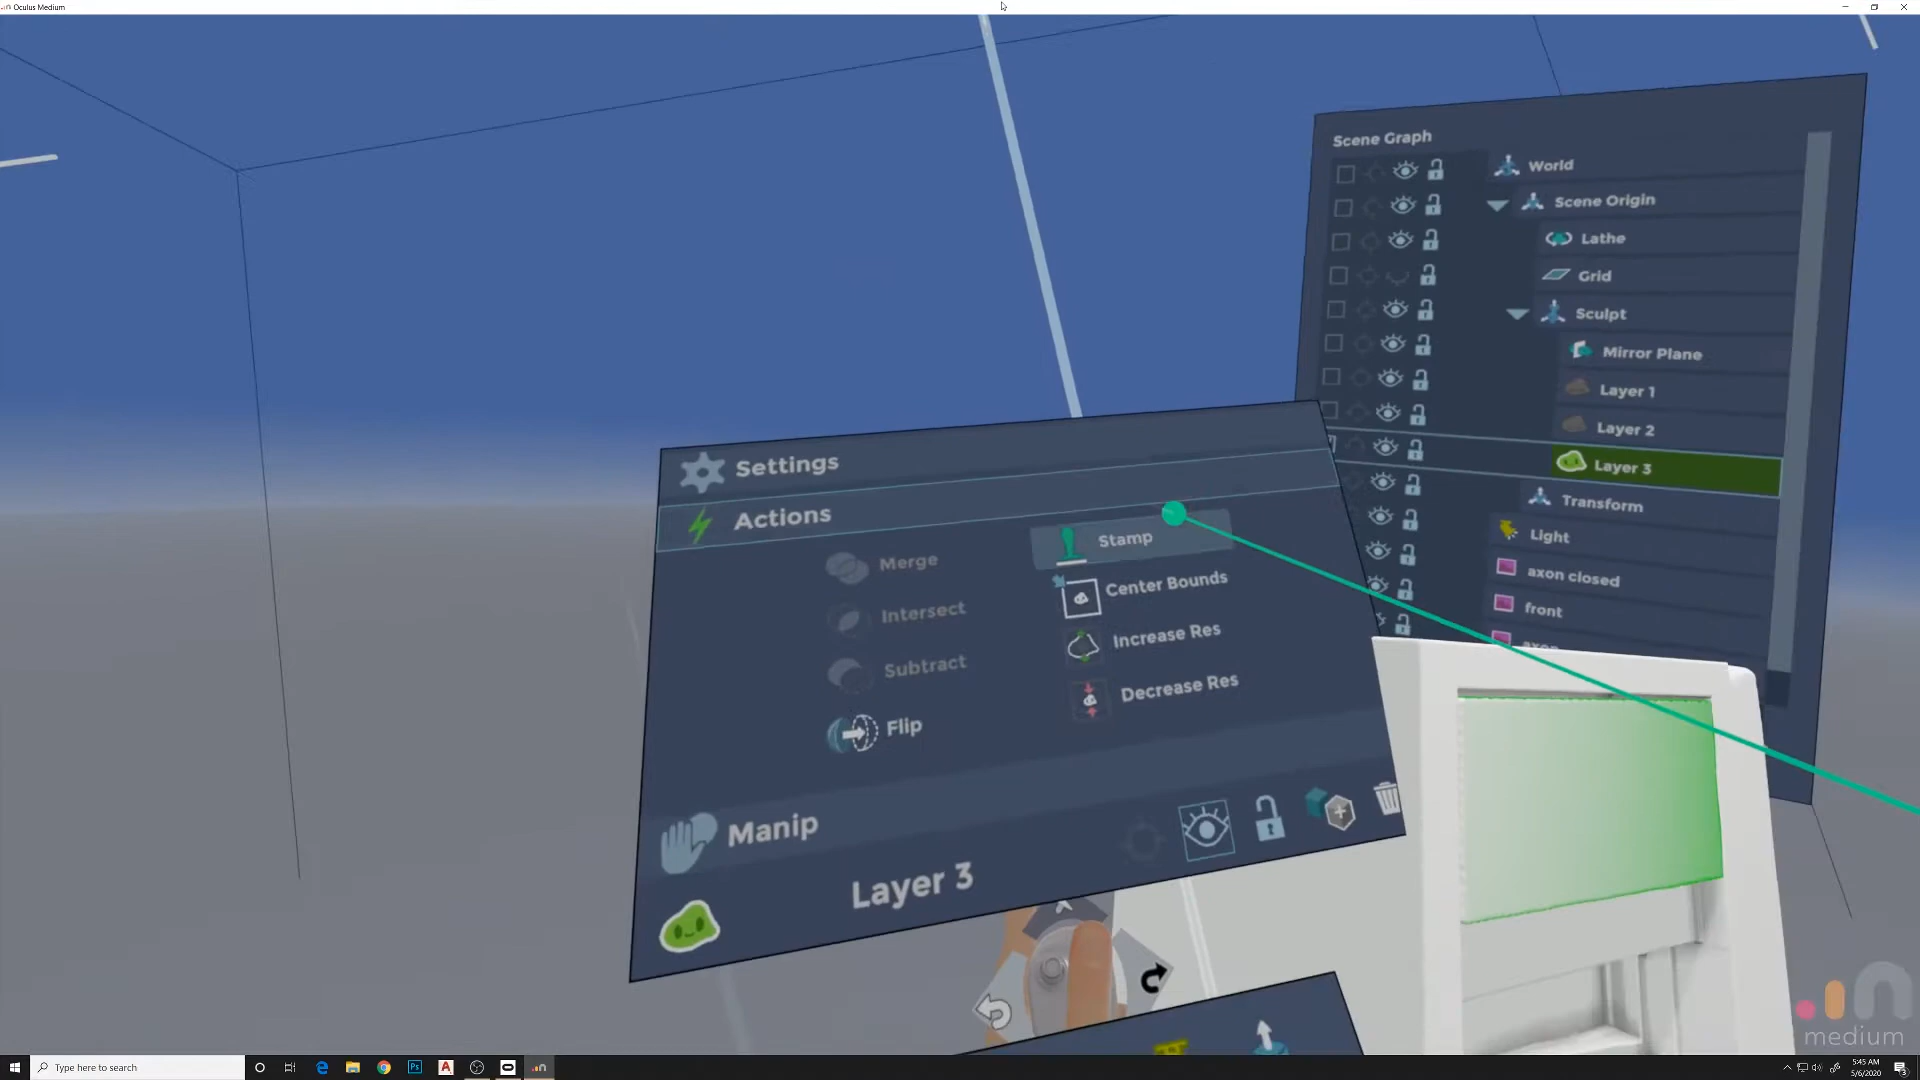 Oculus Medium
Scene Graph
World
Scene Origin
Lathe
Grid
Sculpt
Mirror Plane
Layer 1
Layer 2
Layer 3
Transform
Light
axon closed
front
axon
Settings
Actions
Merge
Stamp
Intersect
Center Bounds
Subtract
Increase Res
Flip
Decrease Res
Manip
Layer 3
medium
Type here to search
Ps
A
5:45 AM
5/6/2020